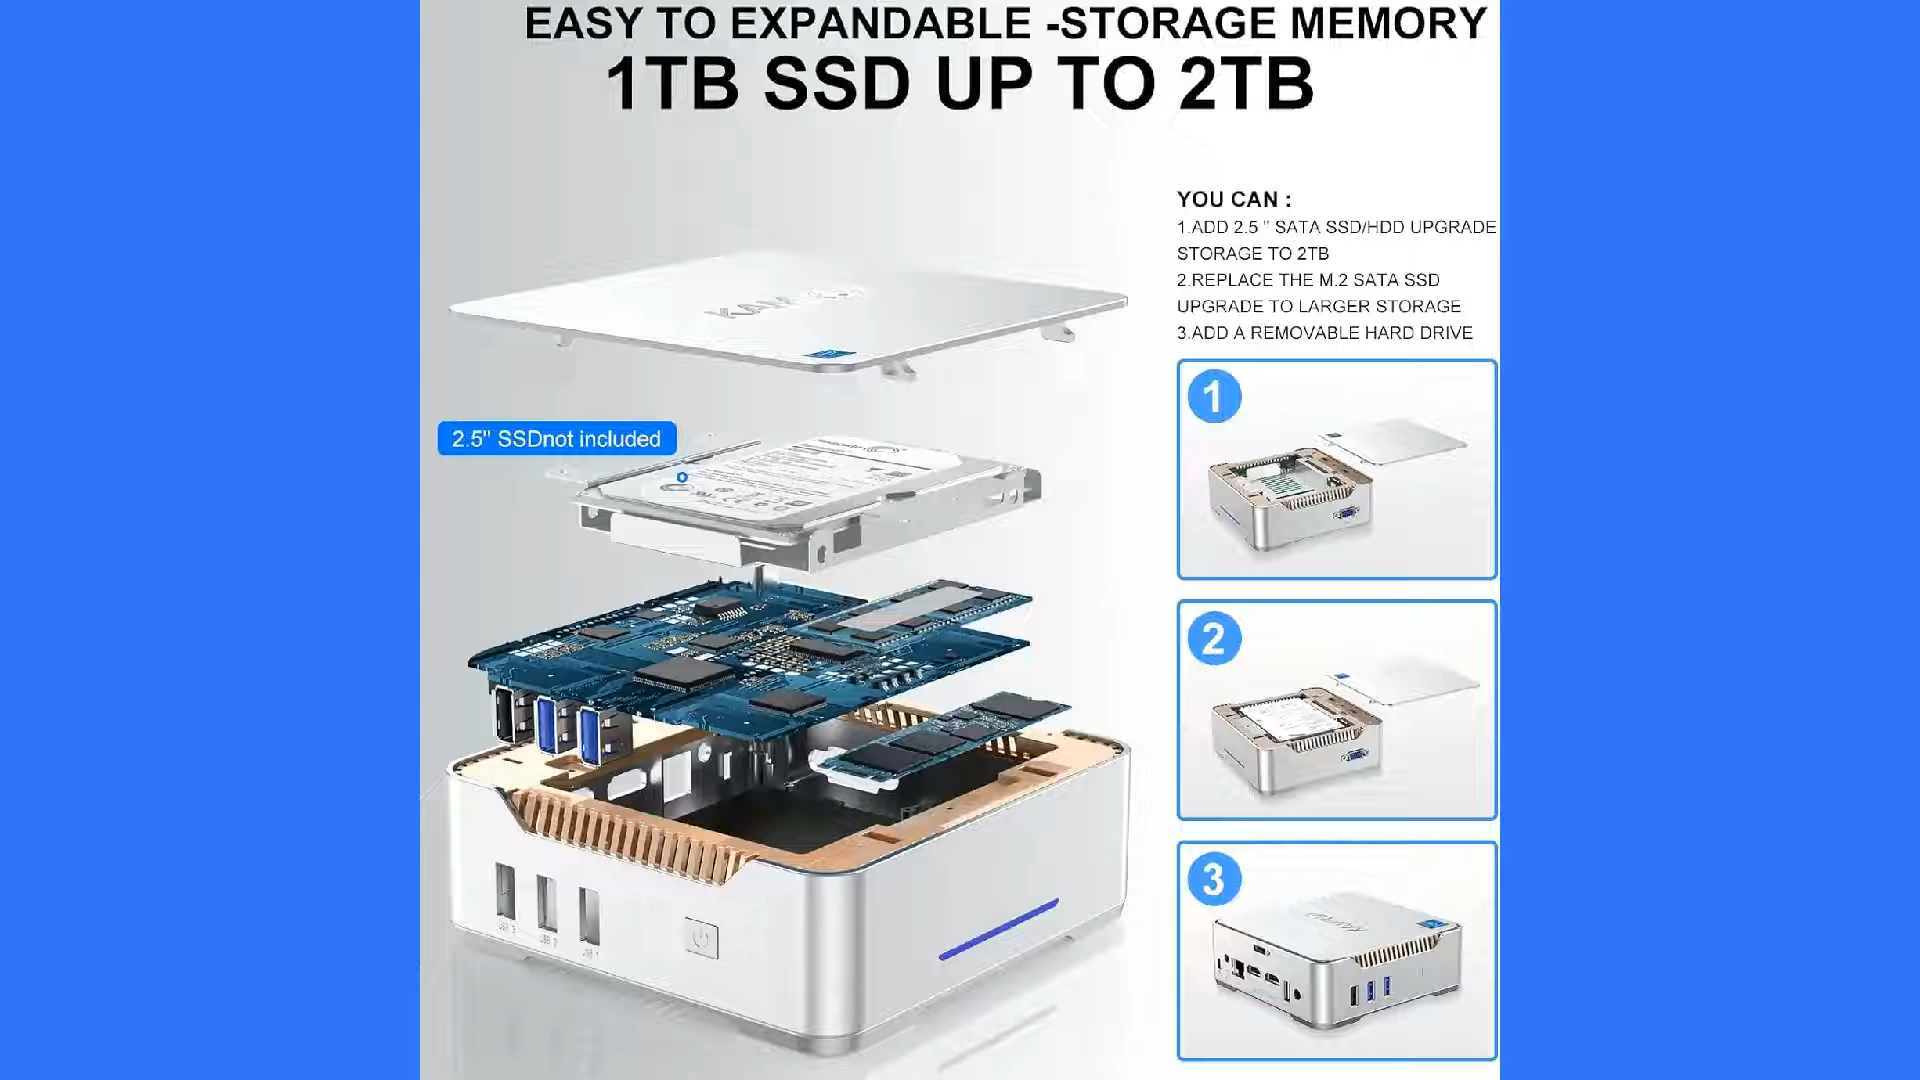 EASY TO EXPANDABLE -STORAGE MEMORY
1TB SSD UP TO 2TB
YOU CAN :
1.ADD 2.5 " SATA SSD/HDD UPGRADE
STORAGE TO 2TB
2.REPLACE THE M.2 SATA SSD
UPGRADE TO LARGER STORAGE
3.ADD A REMOVABLE HARD DRIVE
2.5" SSDnot included
1
2
3